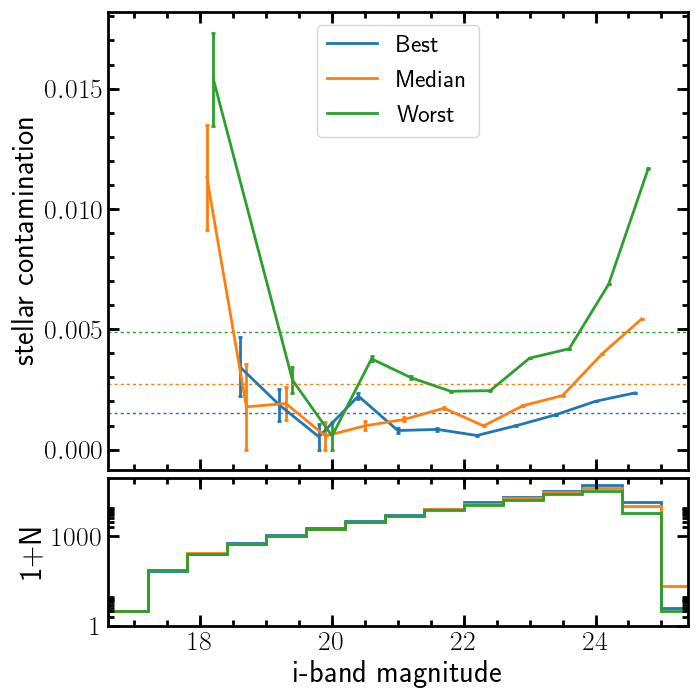 Best
Median
Worst
stellar contamination
0.015
0.010
0.005
0.000
1+N
1000
1
18
20
22
24
i-band magnitude